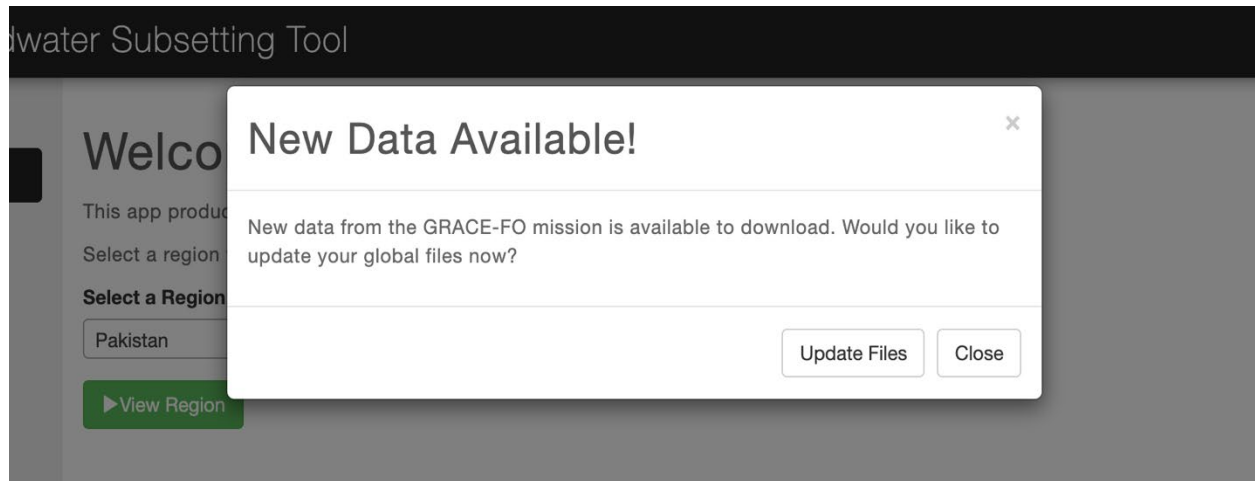 dwater Subsetting Tool
New Data Available!
×
Welco
This app produc
New data from the GRACE-FO mission is available to download. Would you like to
Select a region
update your global files now?
Select a Region
Pakistan
Update Files
Close
▶View Region